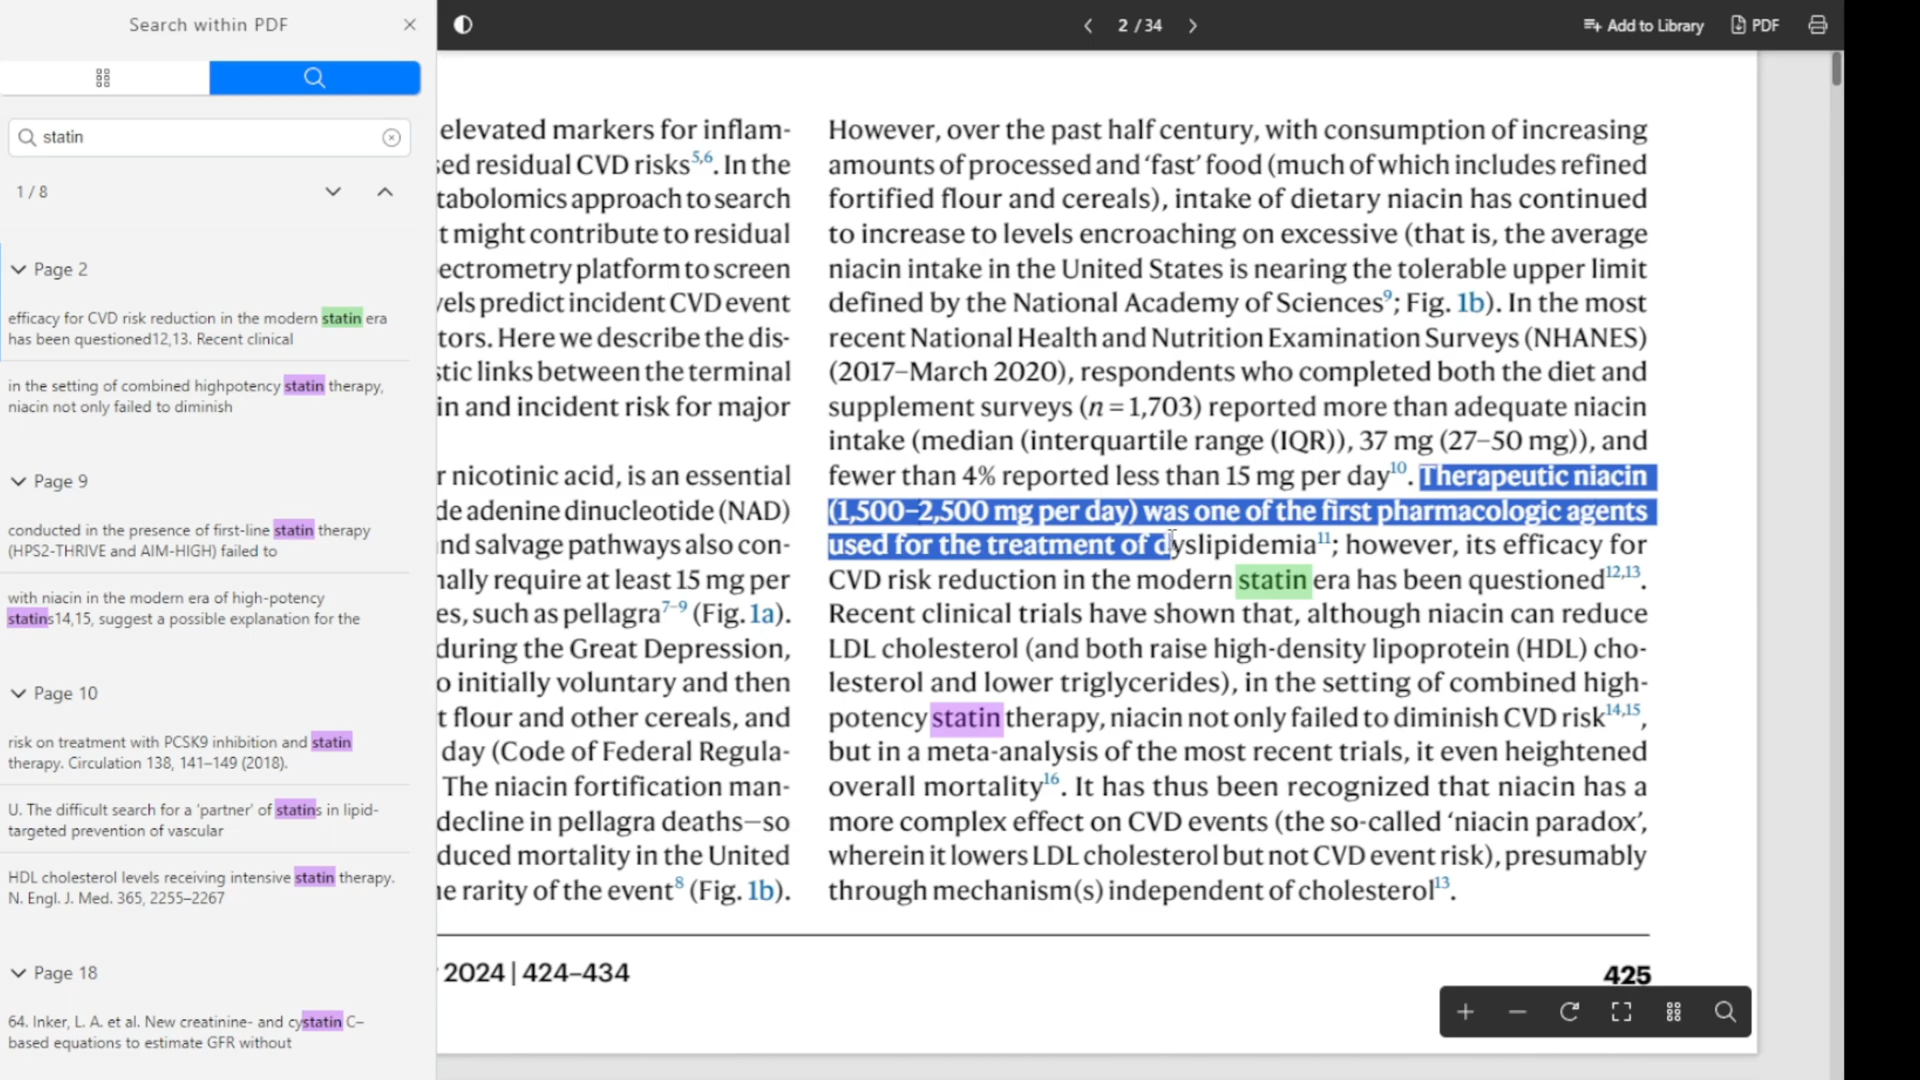 Search within PDF
2 / 34
Add to Library
PDF
statin
1 / 8
Page 2
efficacy for CVD risk reduction in the modern statin era
has been questioned12,13. Recent clinical
in the setting of combined highpotency statin therapy,
niacin not only failed to diminish
Page 9
conducted in the presence of first-line statin therapy
(HPS2-THRIVE and AIM-HIGH) failed to
with niacin in the modern era of high-potency
statins14,15, suggest a possible explanation for the
Page 10
risk on treatment with PCSK9 inhibition and statin
therapy. Circulation 138, 141–149 (2018).
U. The difficult search for a 'partner' of statins in lipid-
targeted prevention of vascular
HDL cholesterol levels receiving intensive statin therapy.
N. Engl. J. Med. 365, 2255–2267
Page 18
64. Inker, L. A. et al. New creatinine- and cystatin C–
based equations to estimate GFR without
elevated markers for inflam-
sed residual CVD risks5,6. In the
tabolomics approach to search
t might contribute to residual
ectrometry platform to screen
vels predict incident CVD event
tors. Here we describe the dis-
stic links between the terminal
in and incident risk for major
r nicotinic acid, is an essential
de adenine dinucleotide (NAD)
nd salvage pathways also con-
nally require at least 15 mg per
es, such as pellagra7–9 (Fig. 1a).
during the Great Depression,
o initially voluntary and then
t flour and other cereals, and
day (Code of Federal Regula-
The niacin fortification man-
decline in pellagra deaths—so
duced mortality in the United
he rarity of the event8 (Fig. 1b).
However, over the past half century, with consumption of increasing
amounts of processed and 'fast' food (much of which includes refined
fortified flour and cereals), intake of dietary niacin has continued
to increase to levels encroaching on excessive (that is, the average
niacin intake in the United States is nearing the tolerable upper limit
defined by the National Academy of Sciences9; Fig. 1b). In the most
recent National Health and Nutrition Examination Surveys (NHANES)
(2017–March 2020), respondents who completed both the diet and
supplement surveys (n = 1,703) reported more than adequate niacin
intake (median (interquartile range (IQR)), 37 mg (27–50 mg)), and
fewer than 4% reported less than 15 mg per day10. Therapeutic niacin
(1,500–2,500 mg per day) was one of the first pharmacologic agents
used for the treatment of dyslipidemia11; however, its efficacy for
CVD risk reduction in the modern statin era has been questioned12,13.
Recent clinical trials have shown that, although niacin can reduce
LDL cholesterol (and both raise high-density lipoprotein (HDL) cho-
lesterol and lower triglycerides), in the setting of combined high-
potency statin therapy, niacin not only failed to diminish CVD risk14,15,
but in a meta-analysis of the most recent trials, it even heightened
overall mortality16. It has thus been recognized that niacin has a
more complex effect on CVD events (the so-called 'niacin paradox',
wherein it lowers LDL cholesterol but not CVD event risk), presumably
through mechanism(s) independent of cholesterol13.
2024 | 424–434
425